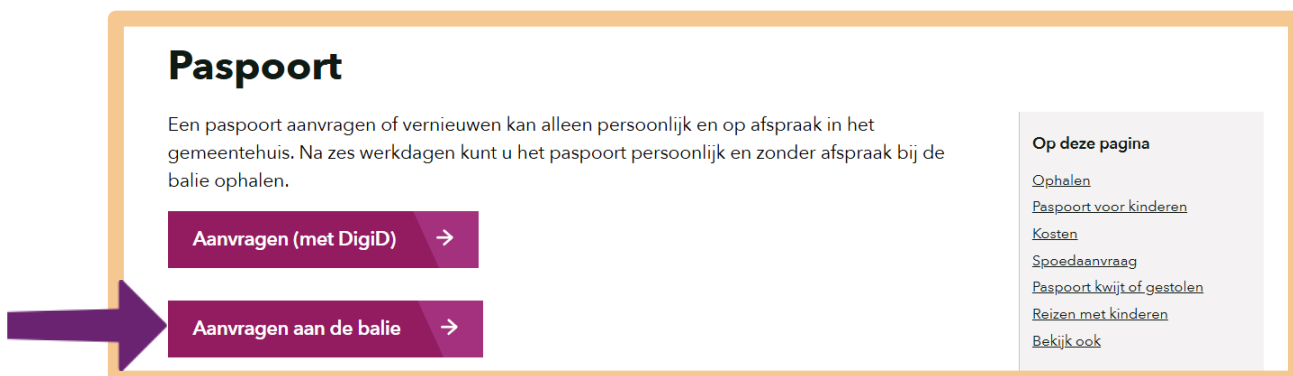 Paspoort
Een paspoort aanvragen of vernieuwen kan alleen persoonlijk en op afspraak in het
gemeentehuis. Na zes werkdagen kunt u het paspoort persoonlijk en zonder afspraak bij de
balie ophalen.
Aanvragen (met DigiD)
Aanvragen aan de balie
Op deze pagina
Ophalen
Paspoort voor kinderen
Kosten
Spoedaanvraag
Paspoort kwijt of gestolen
Reizen met kinderen
Bekijk ook